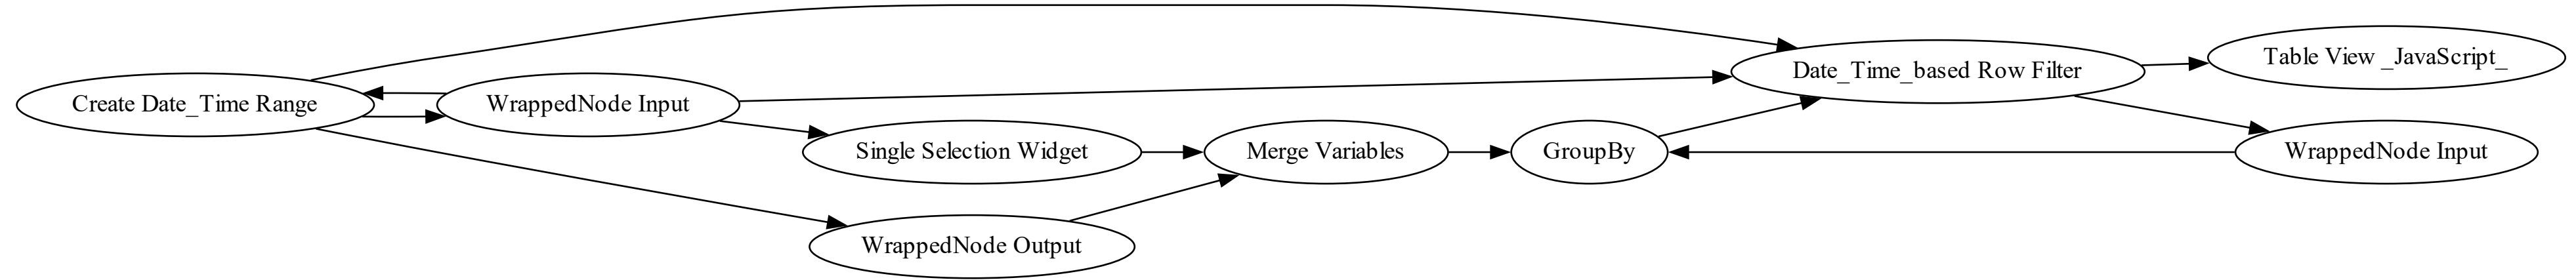 Create Date_Time Range
WrappedNode Input
Single Selection Widget
WrappedNode Output
Merge Variables
GroupBy
Date_Time_based Row Filter
Table View _JavaScript_
WrappedNode Input